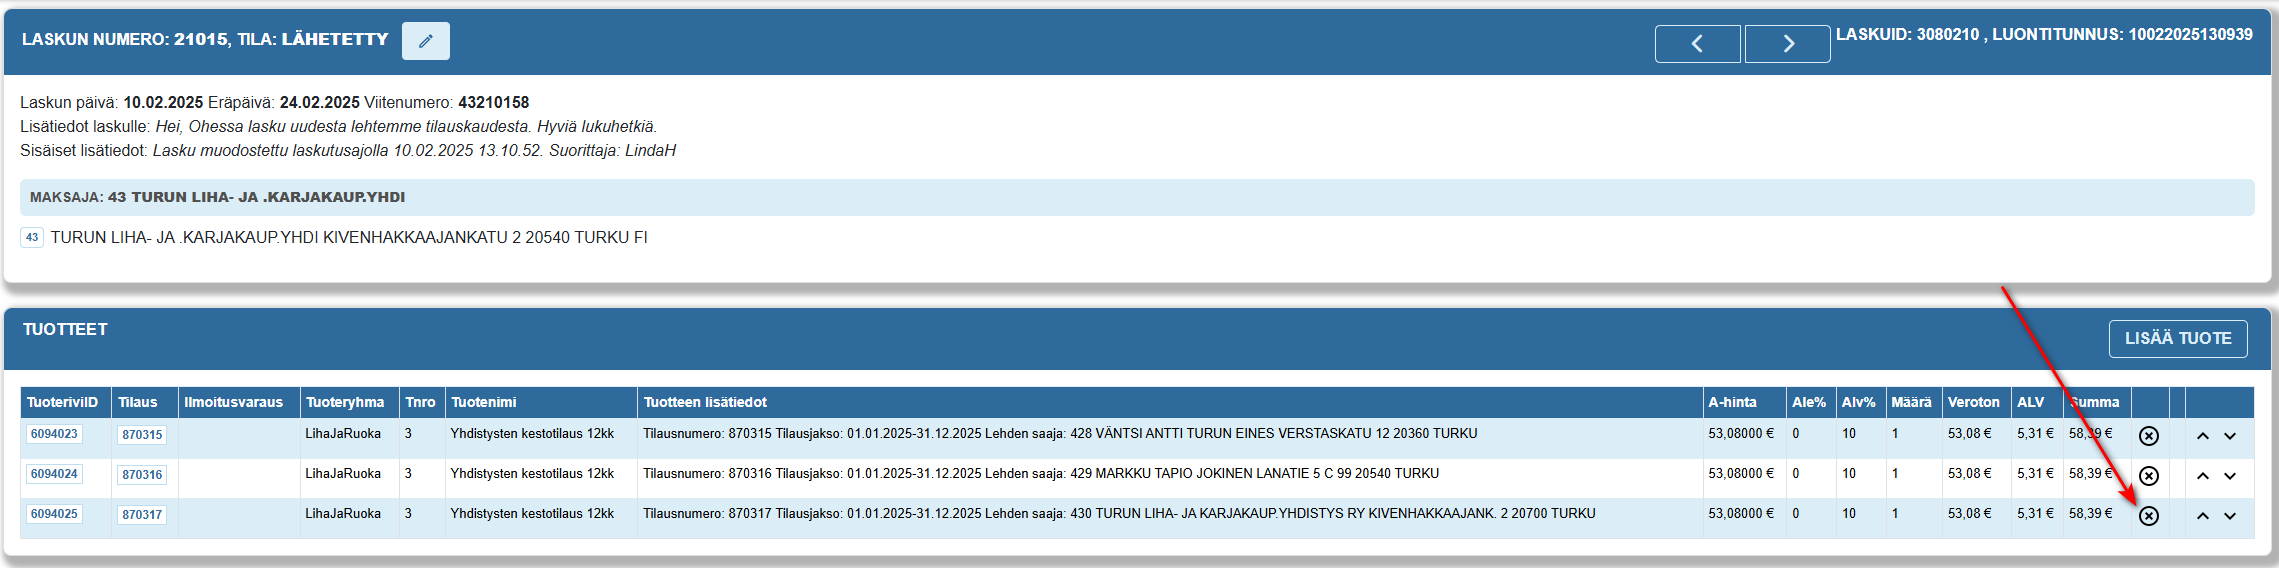 LASKUN NUMERO: 21015, TILA: LÄHETETTY
LASKUID: 3080210 , LUONTITUNNUS: 10022025130939
Laskun päivä: 10.02.2025 Eräpäivä: 24.02.2025 Viitenumero: 43210158
Lisätiedot laskulle: Hei, Ohessa lasku uudesta lehtemme tilauskaudesta. Hyviä lukuhetkiä.
Sisäiset lisätiedot: Lasku muodostettu laskutusajolla 10.02.2025 13.10.52. Suorittaja: LindaH
MAKSAJA: 43 TURUN LIHA- JA .KARJAKAUP.YHDI
43 TURUN LIHA- JA .KARJAKAUP.YHDI KIVENHAKKAAJANKATU 2 20540 TURKU FI
TUOTTEET
LISÄÄ TUOTE
TuoteriviID Tilaus Ilmoitusvaraus Tuoteryhma Tnro Tuotenimi Tuotteen lisätiedot A-hinta Ale% Alv% Määrä Veroton ALV Summa
6094023 870315 LihaJaRuoka 3 Yhdistysten kestotilaus 12kk Tilausnumero: 870315 Tilausjakso: 01.01.2025-31.12.2025 Lehden saaja: 428 VÄNTSI ANTTI TURUN EINES VERSTASKATU 12 20360 TURKU 53,08000 € 0 10 1 53,08 € 5,31 € 58,39 €
6094024 870316 LihaJaRuoka 3 Yhdistysten kestotilaus 12kk Tilausnumero: 870316 Tilausjakso: 01.01.2025-31.12.2025 Lehden saaja: 429 MARKKU TAPIO JOKINEN LANATIE 5 C 99 20540 TURKU 53,08000 € 0 10 1 53,08 € 5,31 € 58,39 €
6094025 870317 LihaJaRuoka 3 Yhdistysten kestotilaus 12kk Tilausnumero: 870317 Tilausjakso: 01.01.2025-31.12.2025 Lehden saaja: 430 TURUN LIHA- JA KARJAKAUP.YHDISTYS RY KIVENHAKKAAJANK. 2 20700 TURKU 53,08000 € 0 10 1 53,08 € 5,31 € 58,39 €